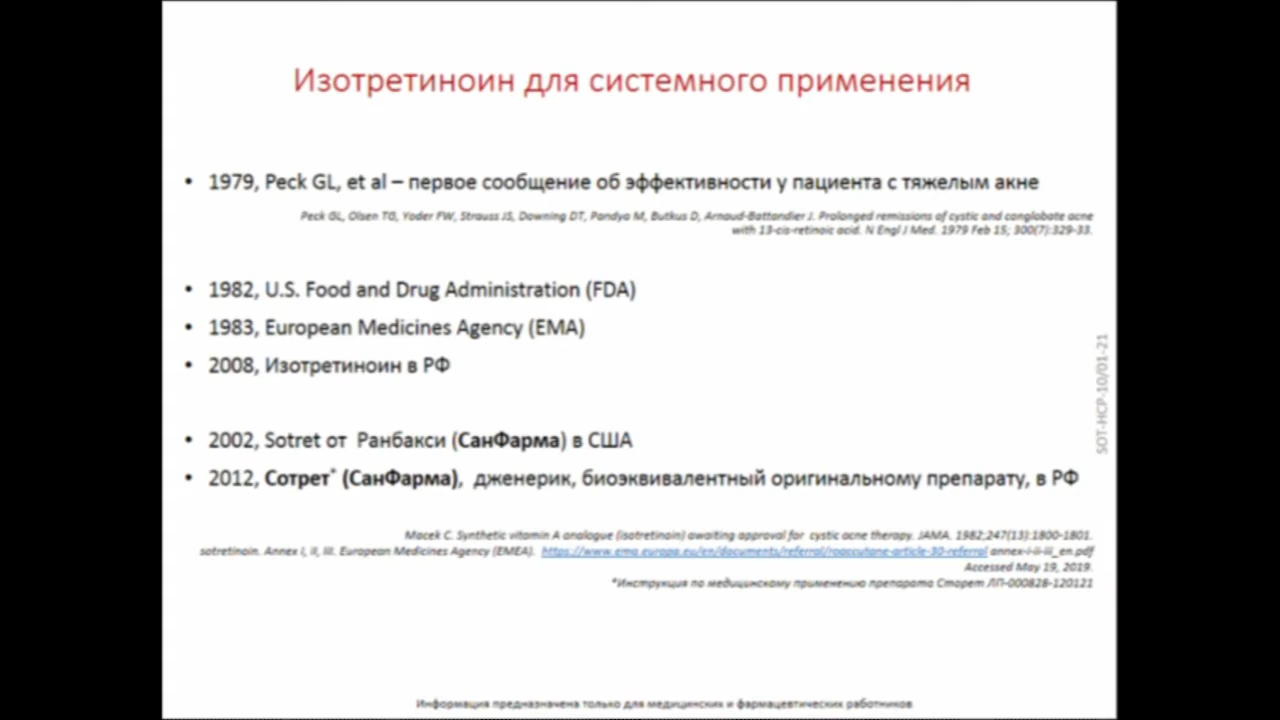 Изотретиноин для системного применения
• 1979, Peck GL, et al – первое сообщение об эффективности у пациента с тяжелым акне
Peck GL, Olsen TG, Yoder FW, Strauss JS, Downing DT, Pandya M, Butkus D, Arnaud-Battandier J. Prolonged remissions of cystic and conglobate acne
with 13-cis-retinoic acid. N Engl J Med. 1979 Feb 15; 300(7):329-33.
• 1982, U.S. Food and Drug Administration (FDA)
• 1983, European Medicines Agency (EMA)
• 2008, Изотретиноин в РФ
SOT-HCP-10/01-21
• 2002, Sotret от Ранбакси (СанФарма) в США
• 2012, Сотрет* (СанФарма), дженерик, биоэквивалентный оригинальному препарату, в РФ
Macek C. Synthetic vitamin A analogue (isotretinoin) awaiting approval for cystic acne therapy. JAMA. 1982;247(13):1800-1801.
sotretinoin. Annex I, II, III. European Medicines Agency (EMEA). https://www.ema.europa.eu/en/documents/referral/roaccutane-article-30-referral annex-i-ii-iii_en.pdf
Accessed May 19, 2019.
*Инструкция по медицинскому применению препарата Сотрет ЛП-000828-120121
Информация предназначена только для медицинских и фармацевтических работников